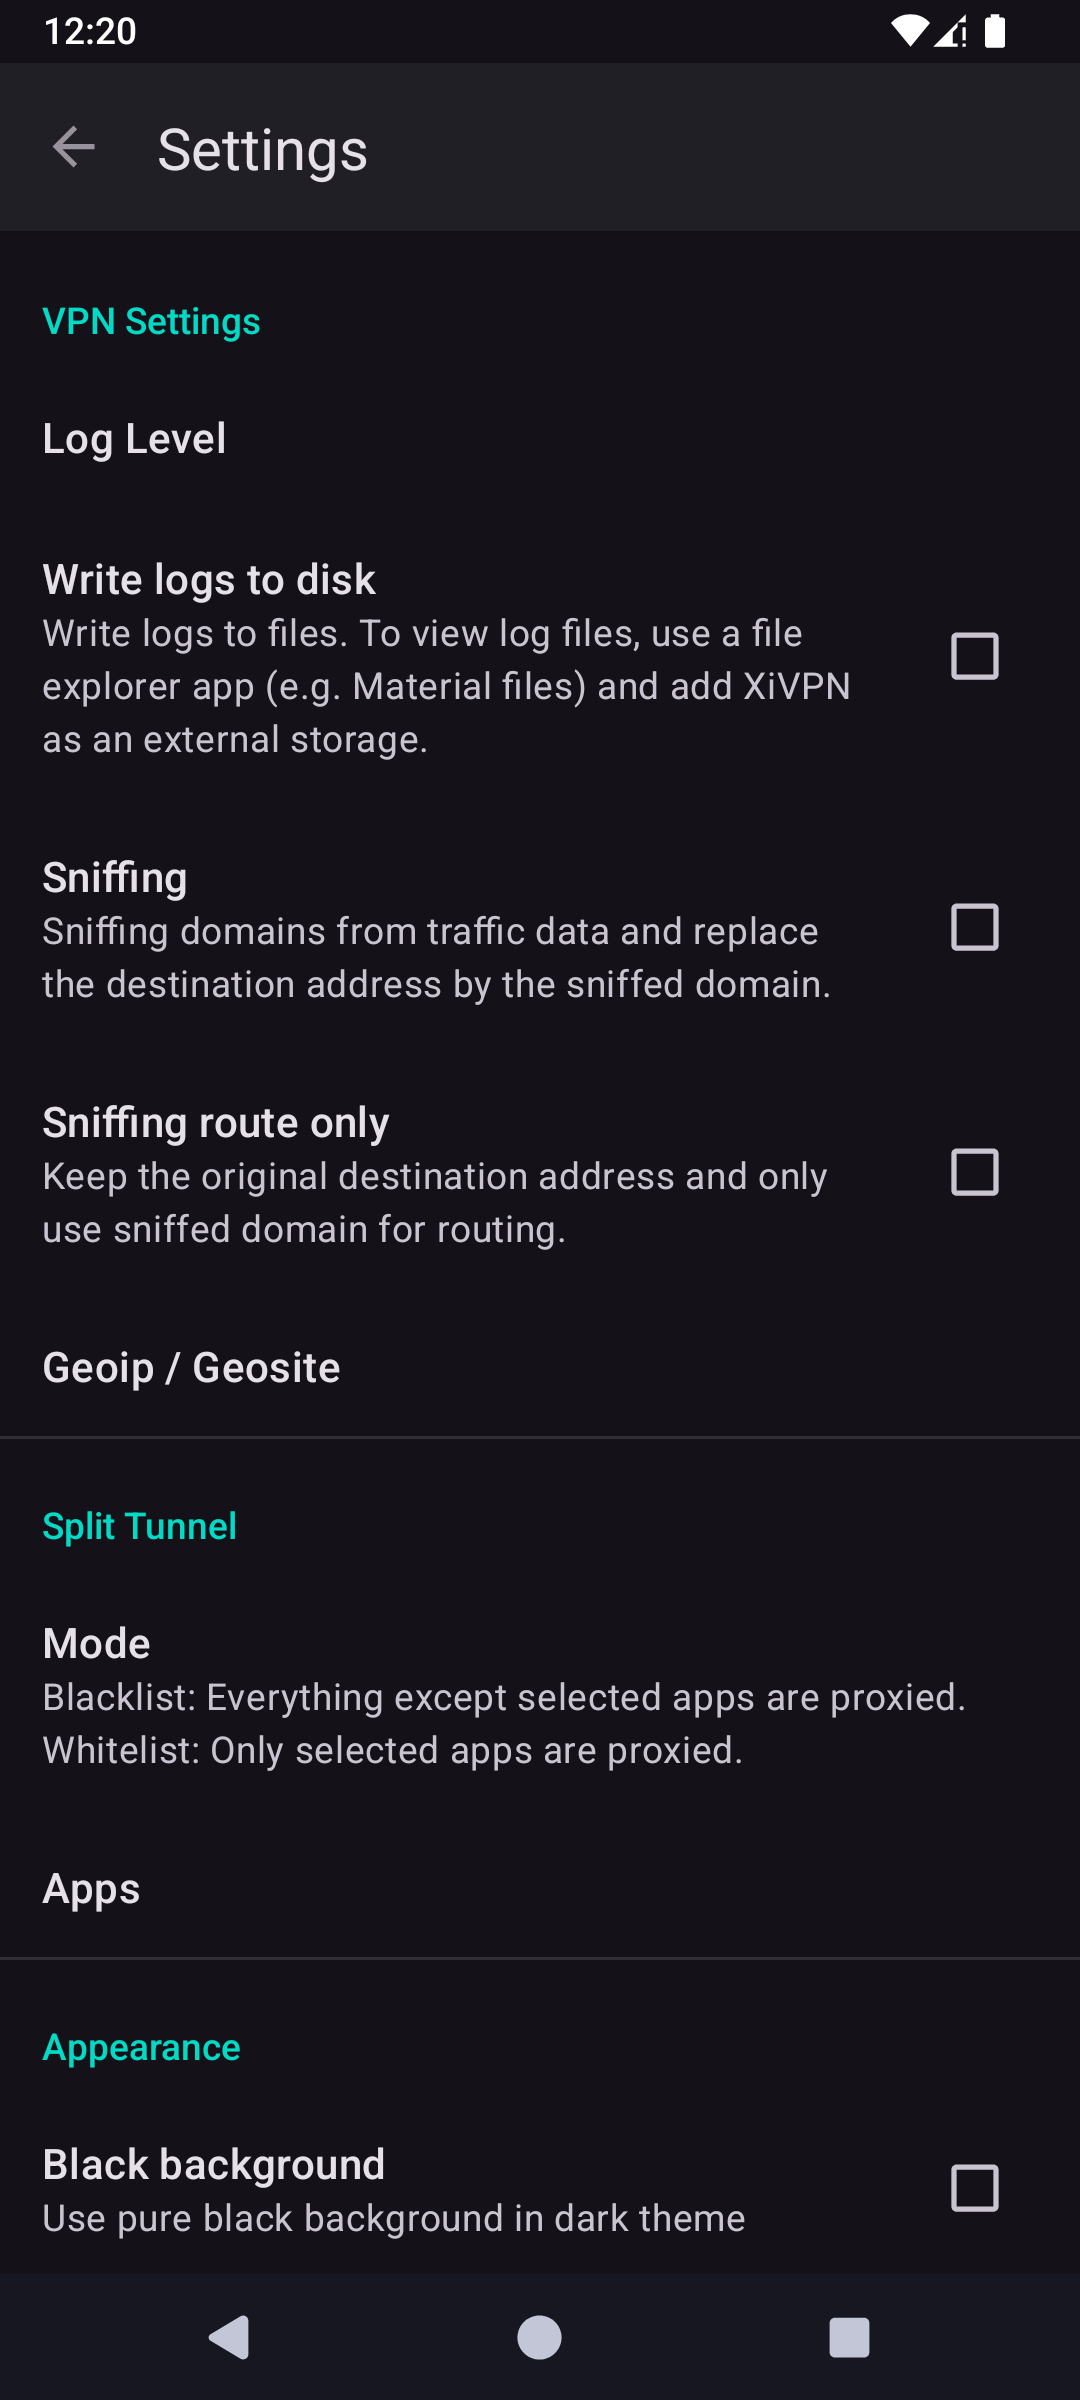 12:20
Settings
VPN Settings
Log Level
Write logs to disk
Write logs to files. To view log files, use a file
explorer app (e.g. Material files) and add XiVPN
as an external storage.
Sniffing
Sniffing domains from traffic data and replace
the destination address by the sniffed domain.
Sniffing route only
Keep the original destination address and only
use sniffed domain for routing.
Geoip / Geosite
Split Tunnel
Mode
Blacklist: Everything except selected apps are proxied.
Whitelist: Only selected apps are proxied.
Apps
Appearance
Black background
Use pure black background in dark theme